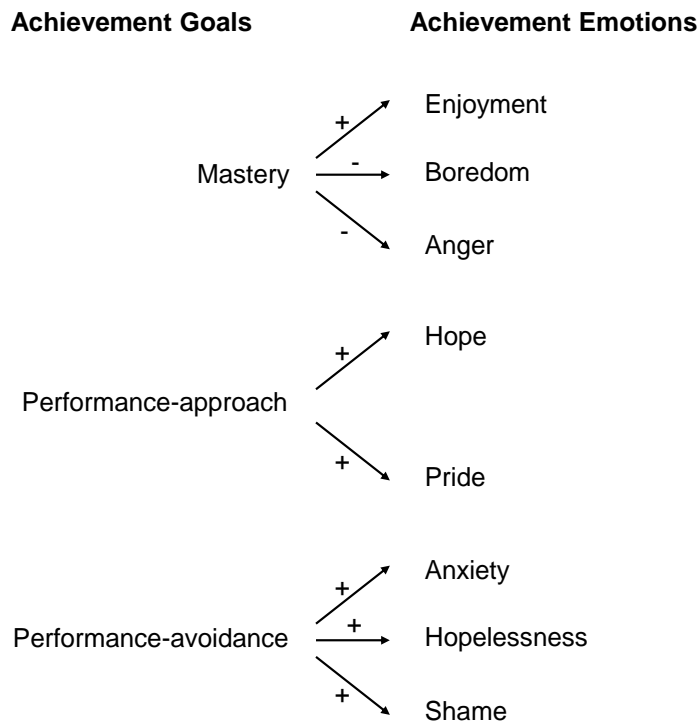 Achievement Goals Achievement Emotions
+ Enjoyment
Mastery - Boredom
- Anger
+ Hope
Performance-approach
+ Pride
+ Anxiety
Performance-avoidance + Hopelessness
+ Shame